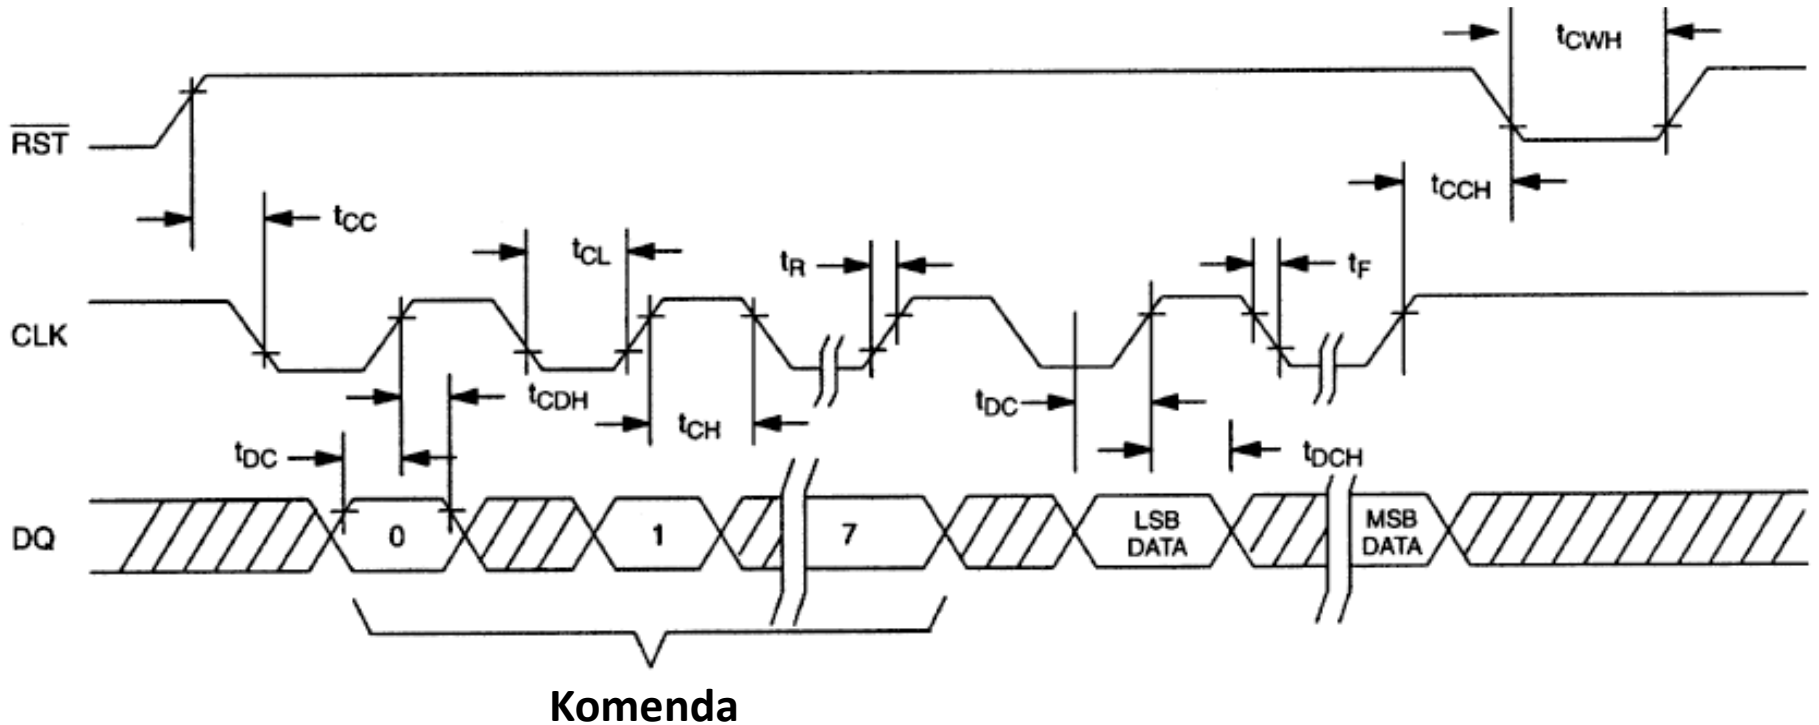 tCWH
RST
tCCH
tCC
tCL
tR
tF
CLK
tCDH
tDC
tCH
tDC
tDCH
DQ
0
1
7
LSB
DATA
MSB
DATA
Komenda